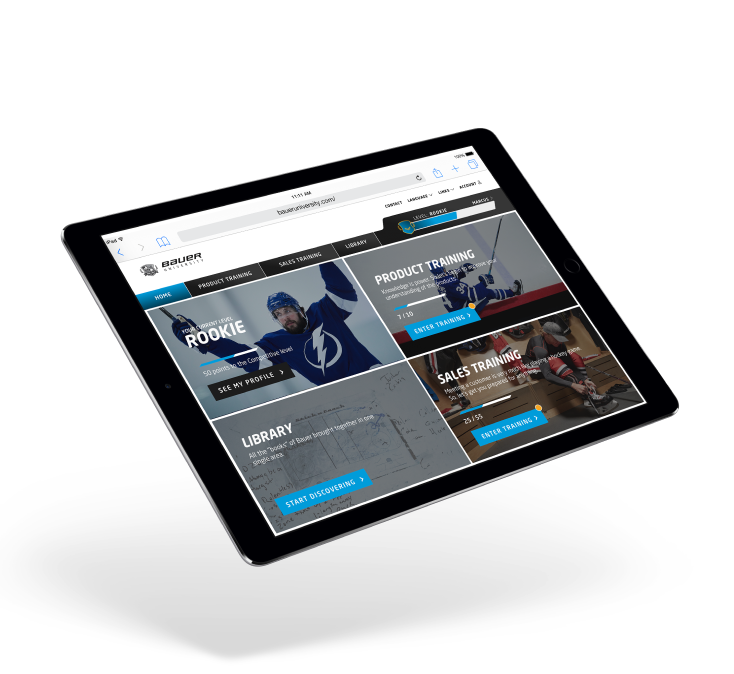 iPad
11:11 AM
100%
baueruniversity.com/
CONTACT
LANGUAGE
LINKS
ACCOUNT
BAUER
UNIVERSITY
LEVEL: ROOKIE
MARCUS
HOME
PRODUCT TRAINING
SALES TRAINING
LIBRARY
YOUR CURRENT LEVEL
ROOKIE
50 points to the Competitive level
SEE MY PROFILE
PRODUCT TRAINING
Knowledge is power.
to improve your
understanding of the products.
7 / 10
ENTER TRAINING
SALES TRAINING
Meeting a customer is very much like playing a hockey game.
So, let's get you prepared for anything.
25 / 55
ENTER TRAINING
LIBRARY
All the "books" of Bauer brought together in one
single area.
START DISCOVERING